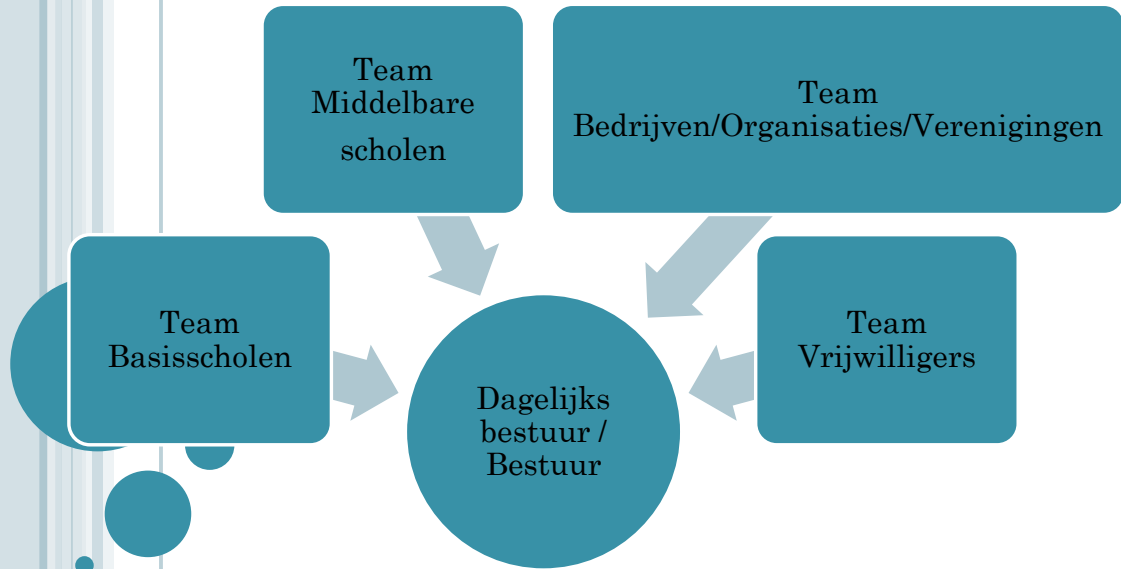 Team
Middelbare
scholen
Team
Bedrijven/Organisaties/Verenigingen
Team
Basisscholen
Team
Vrijwilligers
Dagelijks
bestuur /
Bestuur